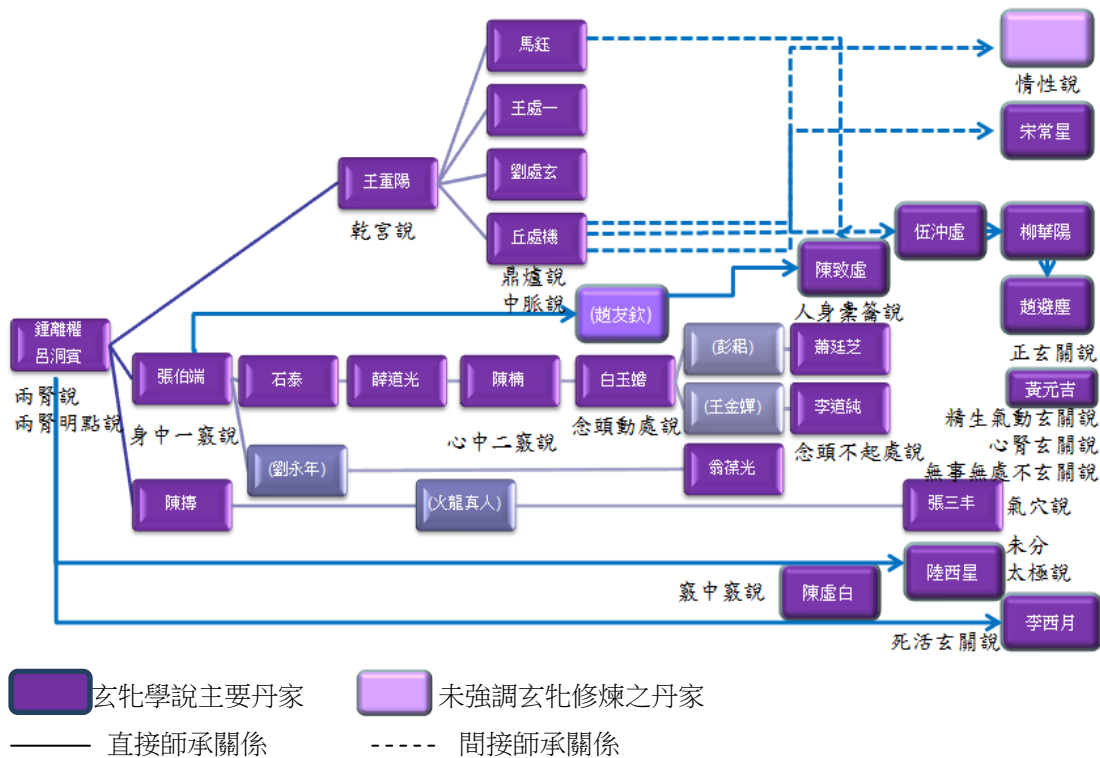 馬鈺
情性說
王處一
宋常星
劉處玄
王重陽
乾宮說
丘處機
伍沖虛
柳華陽
鼎爐說
中脈說
陳致虛
人身橐籥說
(趙友欽)
趙避塵
正玄關說
鍾離權
呂洞賓
兩腎說
兩腎明點說
(彭耜)
蕭廷芝
張伯端
石泰
薛道光
陳楠
白玉蟾
黃元吉
精生氣動玄關說
心腎玄關說
無事無處不玄關說
(王金嬋)
李道純
身中一竅說
心中二竅說
念頭動處說
念頭不起處說
(劉永年)
翁葆光
陳摶
(火龍真人)
張三丰
氣穴說
陸西星
未分
太極說
竅中竅說
陳虛白
李西月
死活玄關說
玄牝學說主要丹家
未強調玄牝修煉之丹家
直接師承關係
間接師承關係